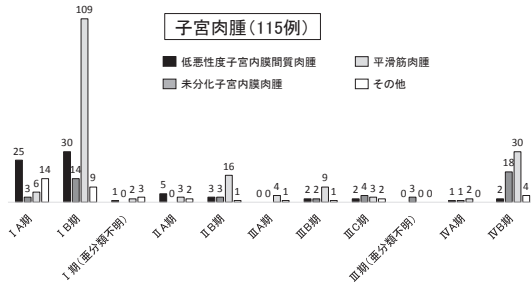 子宮肉腫(115例)
低悪性度子宮内膜間質肉腫
平滑筋肉腫
未分化子宮内膜肉腫
その他
25 3 6 14
30 14 109 9
1 0 2 3
5 0 3 2
3 3 16 1
0 0 4 1
2 2 9 1
2 4 3 2
0 3 0 0
1 1 2 0
2 18 30 4
ⅠA期
ⅠB期
Ⅰ期(亜分類不明)
ⅡA期
ⅡB期
ⅢA期
ⅢB期
ⅢC期
Ⅲ期(亜分類不明)
ⅣA期
ⅣB期